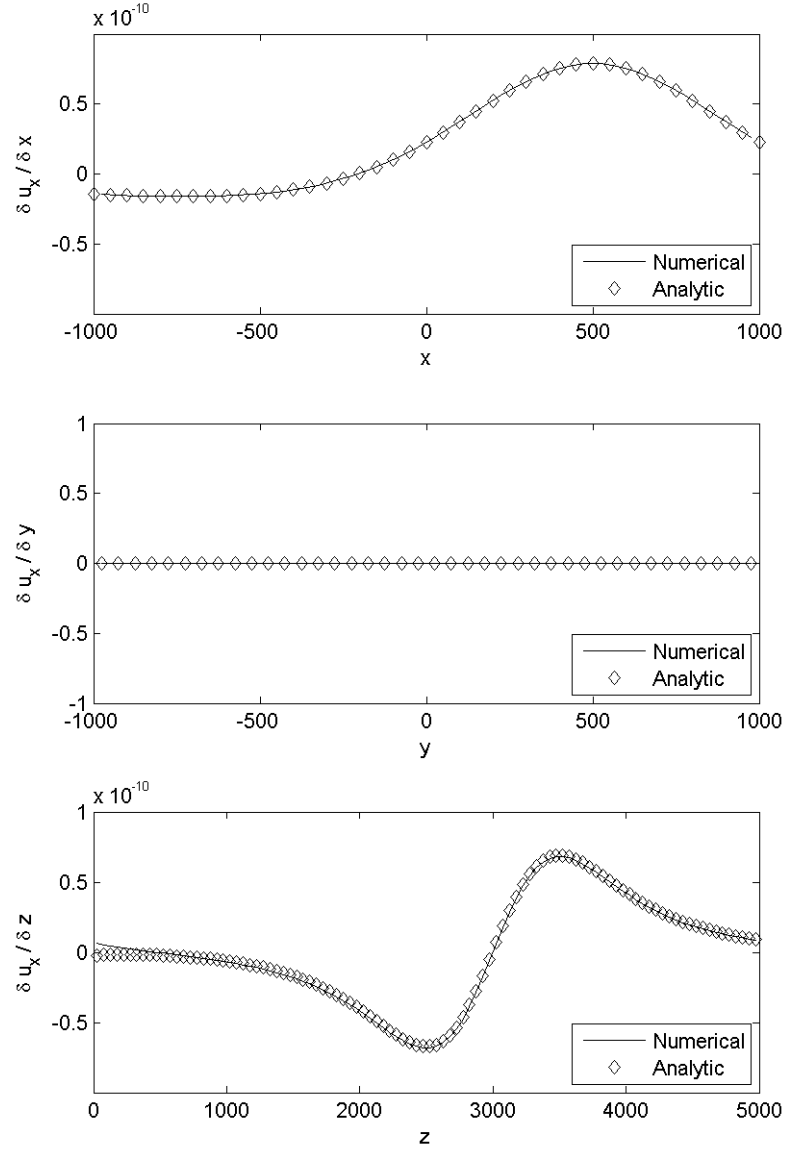 x 10^-10
δ u_x / δ x
0.5
0
-0.5
-1000
-500
0
500
1000
x
Numerical
Analytic
δ u_x / δ y
1
0.5
0
-0.5
-1
-1000
-500
0
500
1000
y
Numerical
Analytic
x 10^-10
δ u_x / δ z
1
0.5
0
-0.5
0
1000
2000
3000
4000
5000
z
Numerical
Analytic